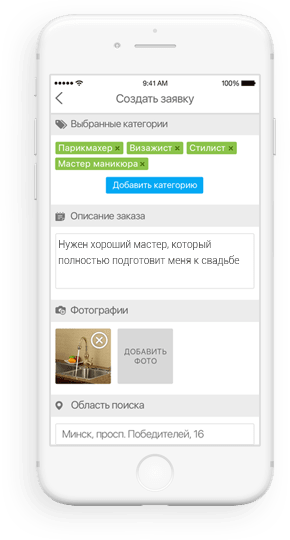 9:41 AM 100%
Создать заявку
Выбранные категории
Парикмахер × Визажист × Стилист ×
Мастер маникюра ×
Добавить категорию
Описание заказа
Нужен хороший мастер, который
полностью подготовит меня к свадьбе
Фотографии
ДОБАВИТЬ
ФОТО
Область поиска
Минск, просп. Победителей, 16